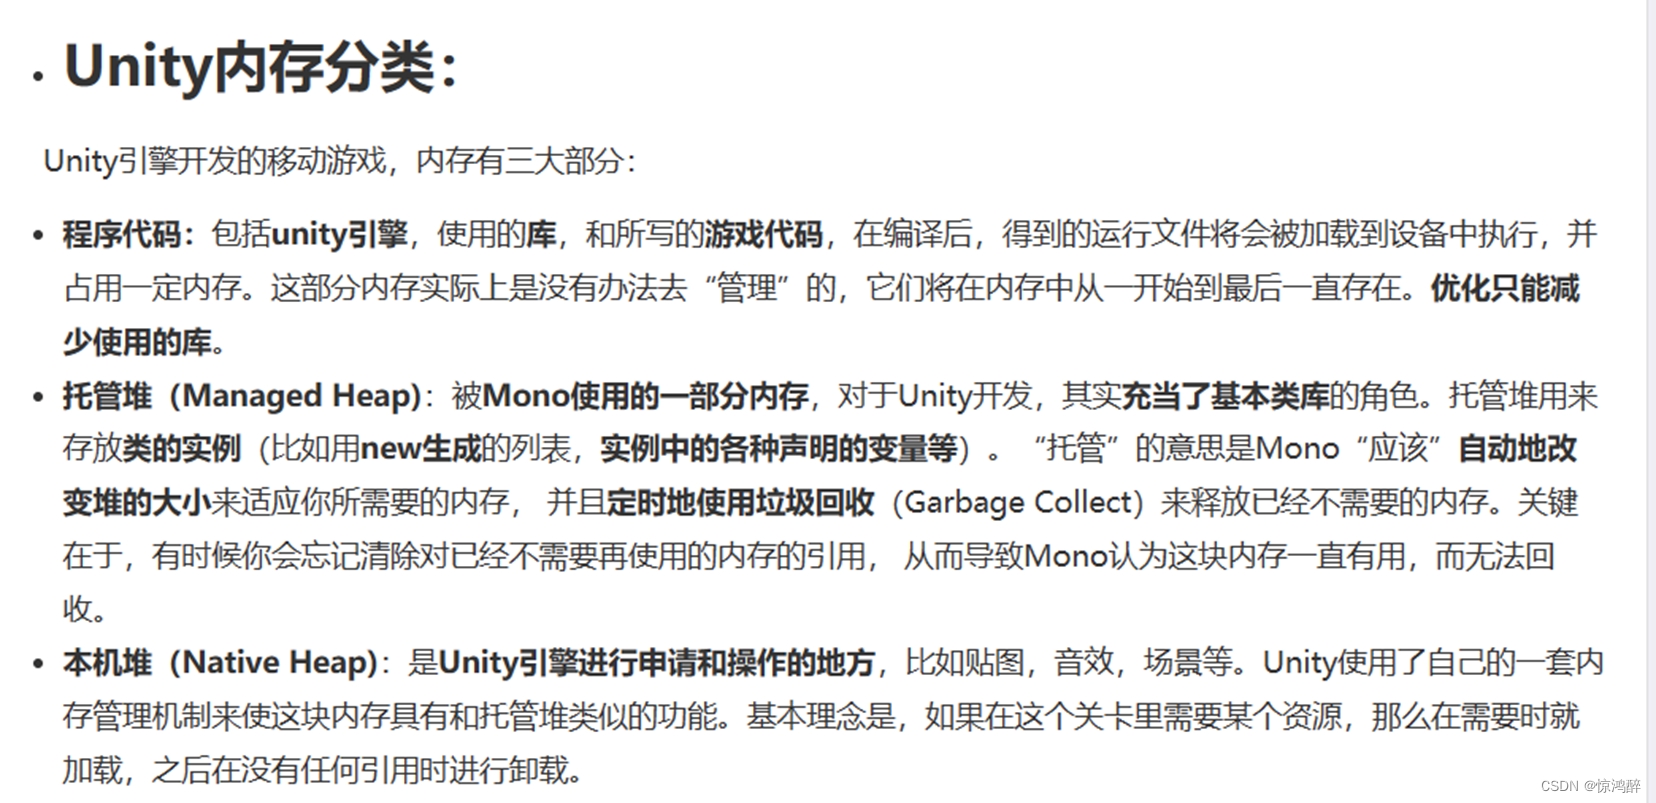 • Unity内存分类：
Unity引擎开发的移动游戏，内存有三大部分：
• 程序代码：包括unity引擎，使用的库，和所写的游戏代码，在编译后，得到的运行文件将会被加载到设备中执行，并
占用一定内存。这部分内存实际上是没有办法去“管理”的，它们将在内存中从一开始到最后一直存在。优化只能减
少使用的库。
• 托管堆（Managed Heap)：被Mono使用的一部分内存，对于Unity开发，其实充当了基本类库的角色。托管堆用来
存放类的实例（比如用new生成的列表，实例中的各种声明的变量等）。 “托管”的意思是Mono“应该”自动地改
变堆的大小来适应你所需要的内存， 并且定时地使用垃圾回收（Garbage Collect）来释放已经不需要的内存。关键
在于，有时候你会忘记清除对已经不需要再使用的内存的引用， 从而导致Mono认为这块内存一直有用，而无法回
收。
• 本机堆（Native Heap)：是Unity引擎进行申请和操作的地方，比如贴图，音效，场景等。Unity使用了自己的一套内
存管理机制来使这块内存具有和托管堆类似的功能。基本理念是，如果在这个关卡里需要某个资源，那么在需要时就
加载，之后在没有任何引用时进行卸载。
CSDN @惊鸿醉